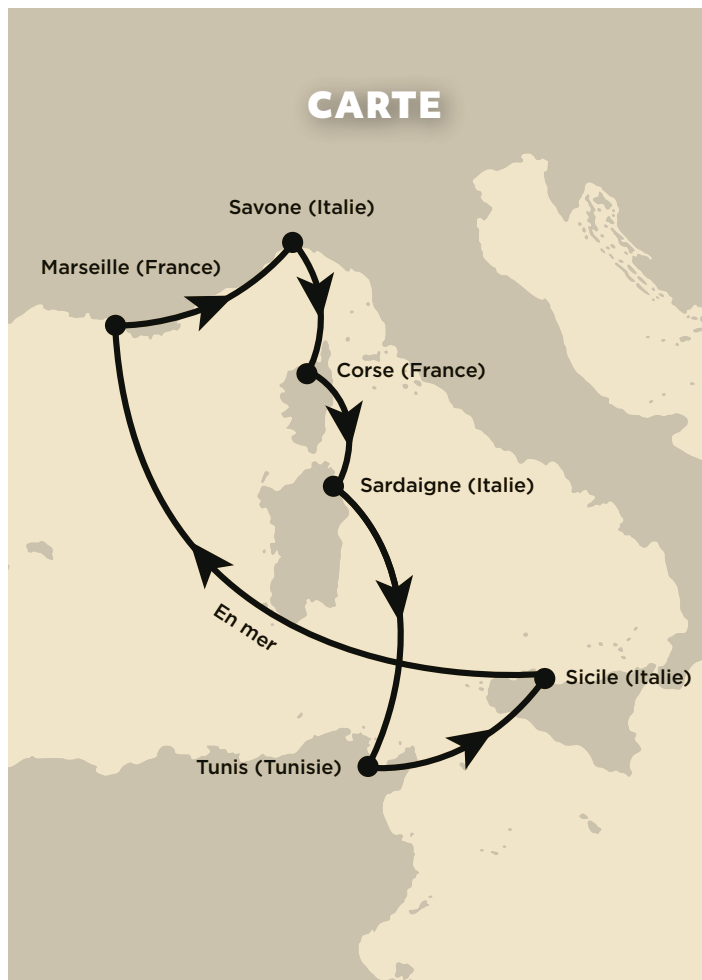 CARTE
Savone (Italie)
Marseille (France)
Corse (France)
Sardaigne (Italie)
En mer
Sicile (Italie)
Tunis (Tunisie)